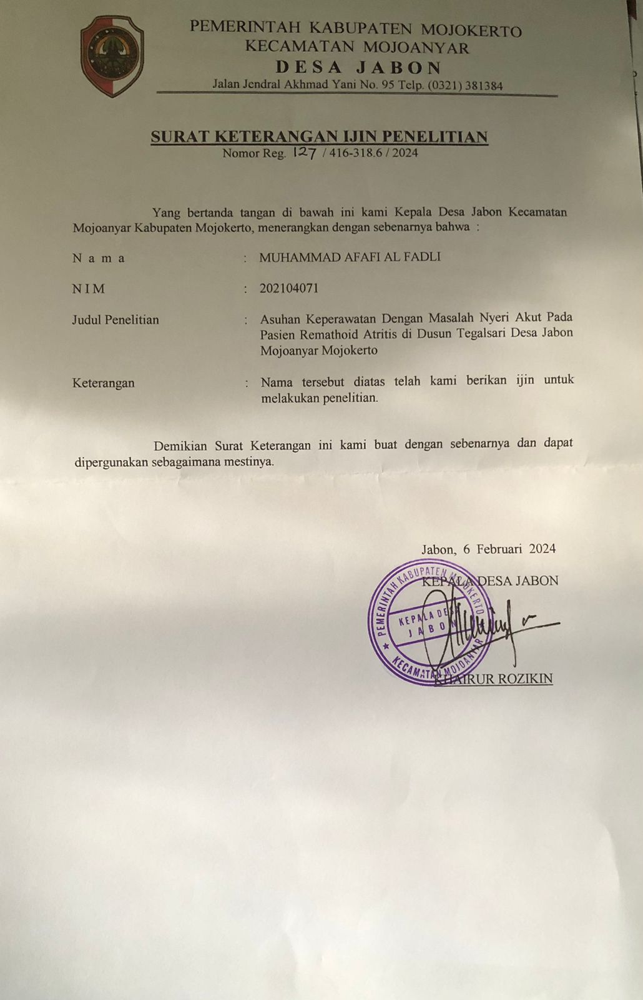 PEMERINTAH KABUPATEN MOJOKERTO
KECAMATAN MOJOANYAR
DESA JABON
Jalan Jendral Akhmad Yani No. 95 Telp. (0321) 381384
SURAT KETERANGAN IJIN PENELITIAN
Nomor Reg. 127 / 416-318.6 / 2024
Yang bertanda tangan di bawah ini kami Kepala Desa Jabon Kecamatan
Mojoanyar Kabupaten Mojokerto, menerangkan dengan sebenarnya bahwa :
N a m a : MUHAMMAD AFAFI AL FADLI
N I M : 202104071
Judul Penelitian : Asuhan Keperawatan Dengan Masalah Nyeri Akut Pada
Pasien Remathoid Atritis di Dusun Tegalsari Desa Jabon
Mojoanyar Mojokerto
Keterangan : Nama tersebut diatas telah kami berikan ijin untuk
melakukan penelitian.
Demikian Surat Keterangan ini kami buat dengan sebenarnya dan dapat
dipergunakan sebagaimana mestinya.
Jabon, 6 Februari 2024
KEPALA DESA JABON
PEMERINTAH KABUPATEN MOJOKERTO
KEPALA DES
JABON
KECAMATAN MOJOANYAR
KHAIRUR ROZIKIN